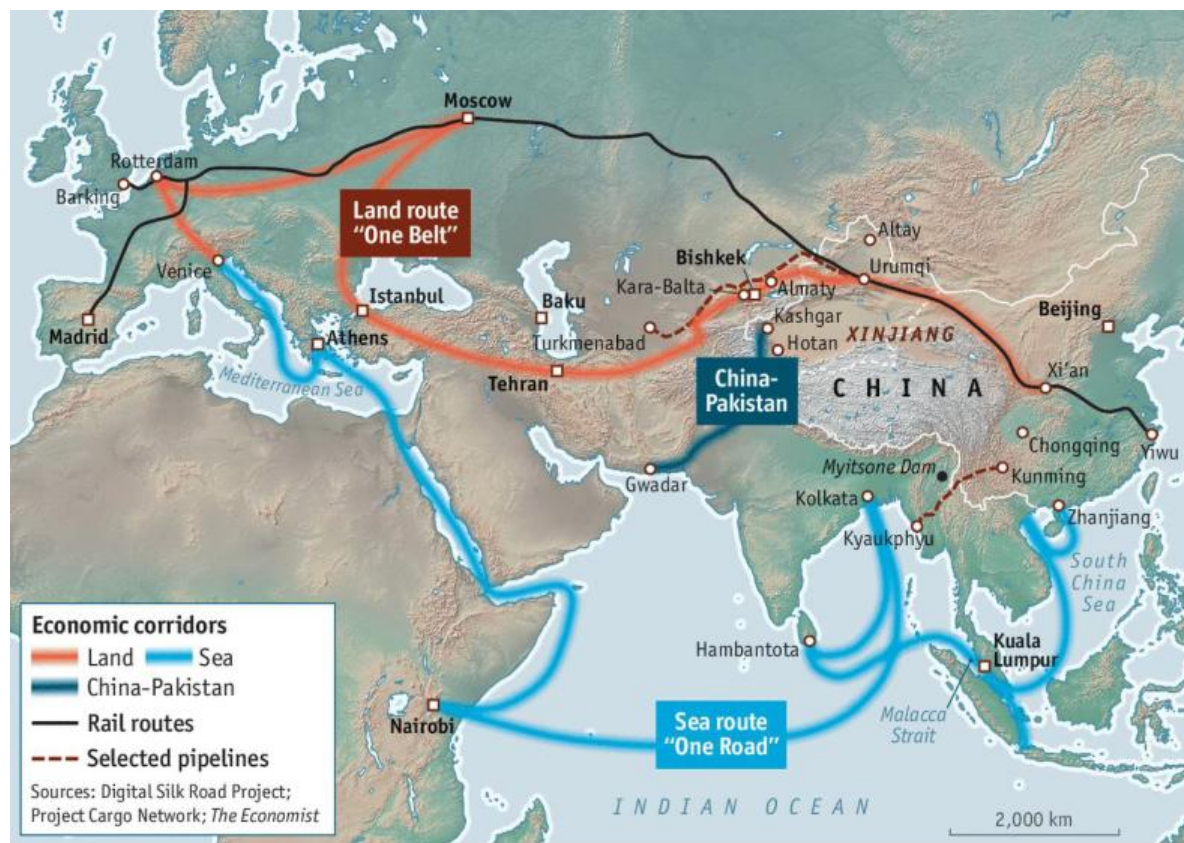 Moscow
Rotterdam
Barking
Land route
“One Belt”
Altay
Venice
Bishkek
Urumqi
Kara-Balta
Almaty
Istanbul
Baku
Beijing
Madrid
Athens
Turkmenabad
Kashgar
XINJIANG
Hotan
Mediterranean Sea
Tehran
Xi’an
China-
Pakistan
CHINA
Chongqing
Yiwu
Myitsone Dam
Gwadar
Kunming
Kolkata
Zhanjiang
Kyaukphyu
South
China
Sea
Economic corridors
Land
Sea
China-Pakistan
Rail routes
Selected pipelines
Sources: Digital Silk Road Project;
Project Cargo Network; The Economist
Hambantota
Kuala
Lumpur
Nairobi
Sea route
“One Road”
Malacca
Strait
INDIAN OCEAN
2,000 km